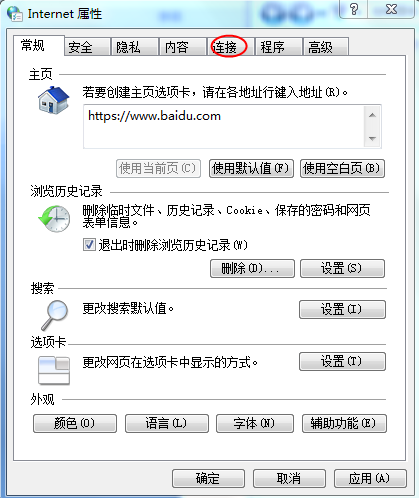 Internet 属性
常规 安全 隐私 内容 连接 程序 高级
主页
若要创建主页选项卡，请在各地址行键入地址(R)。
https://www.baidu.com
使用当前页(C) 使用默认值(F) 使用空白页(B)
浏览历史记录
删除临时文件、历史记录、Cookie、保存的密码和网页
表单信息。
退出时删除浏览历史记录(W)
删除(D)... 设置(S)
搜索
更改搜索默认值。 设置(I)
选项卡
更改网页在选项卡中显示的方式。 设置(T)
外观
颜色(O) 语言(L) 字体(N) 辅助功能(E)
确定 取消 应用(A)